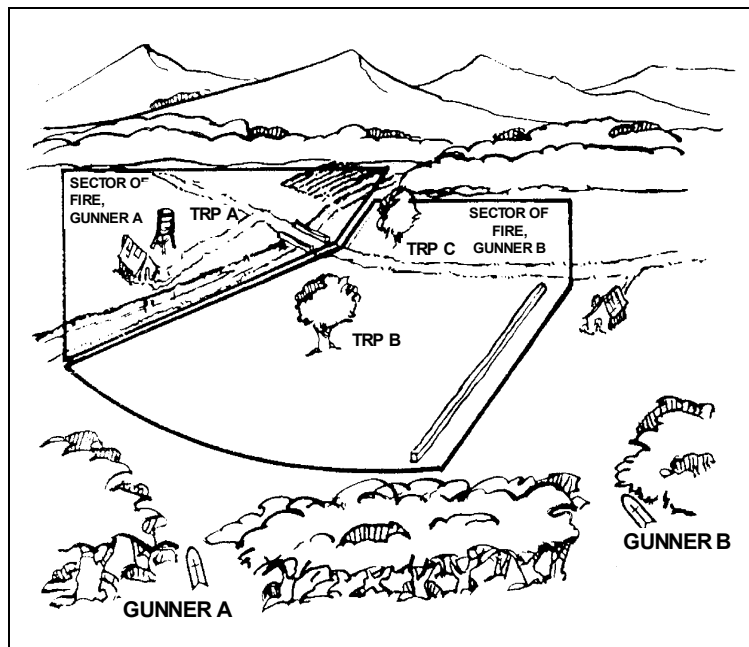 SECTOR OF
FIRE,
GUNNER A
TRP A
SECTOR OF
FIRE,
GUNNER B
TRP C
TRP B
GUNNER B
GUNNER A